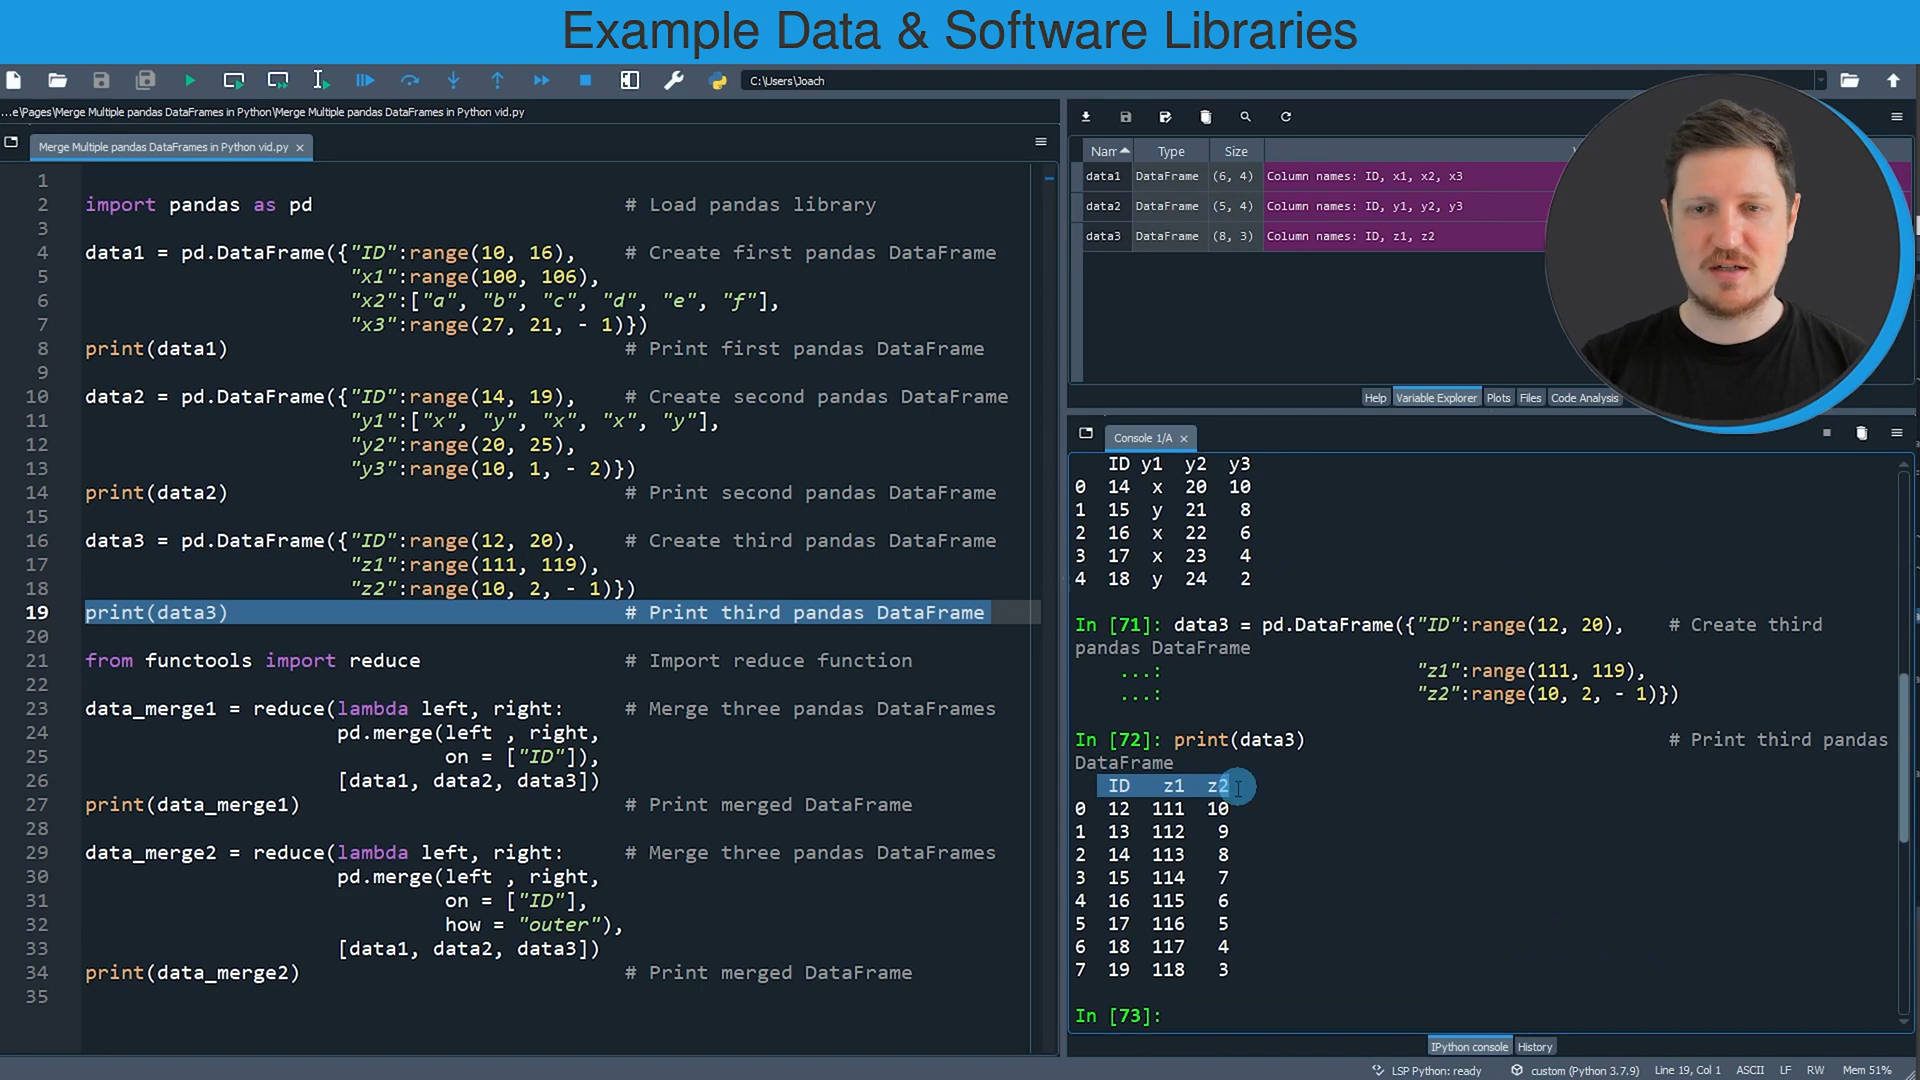 Example Data & Software Libraries
C:\Users\Joach
...e\Pages\Merge Multiple pandas DataFrames in Python\Merge Multiple pandas DataFrames in Python vid.py
Merge Multiple pandas DataFrames in Python vid.py
1
2 import pandas as pd # Load pandas library
3
4 data1 = pd.DataFrame({"ID":range(10, 16), # Create first pandas DataFrame
5 "x1":range(100, 106),
6 "x2":["a", "b", "c", "d", "e", "f"],
7 "x3":range(27, 21, - 1)})
8 print(data1) # Print first pandas DataFrame
9
10 data2 = pd.DataFrame({"ID":range(14, 19), # Create second pandas DataFrame
11 "y1":["x", "y", "x", "x", "y"],
12 "y2":range(20, 25),
13 "y3":range(10, 1, - 2)})
14 print(data2) # Print second pandas DataFrame
15
16 data3 = pd.DataFrame({"ID":range(12, 20), # Create third pandas DataFrame
17 "z1":range(111, 119),
18 "z2":range(10, 2, - 1)})
19 print(data3) # Print third pandas DataFrame
20
21 from functools import reduce # Import reduce function
22
23 data_merge1 = reduce(lambda left, right: # Merge three pandas DataFrames
24 pd.merge(left , right,
25 on = ["ID"]),
26 [data1, data2, data3])
27 print(data_merge1) # Print merged DataFrame
28
29 data_merge2 = reduce(lambda left, right: # Merge three pandas DataFrames
30 pd.merge(left , right,
31 on = ["ID"],
32 how = "outer"),
33 [data1, data2, data3])
34 print(data_merge2) # Print merged DataFrame
35
Nam Type Size
data1 DataFrame (6, 4) Column names: ID, x1, x2, x3
data2 DataFrame (5, 4) Column names: ID, y1, y2, y3
data3 DataFrame (8, 3) Column names: ID, z1, z2
Help Variable Explorer Plots Files Code Analysis
Console 1/A
ID y1 y2 y3
0 14 x 20 10
1 15 y 21 8
2 16 x 22 6
3 17 x 23 4
4 18 y 24 2
In [71]: data3 = pd.DataFrame({"ID":range(12, 20), # Create third
pandas DataFrame
...: "z1":range(111, 119),
...: "z2":range(10, 2, - 1)})
In [72]: print(data3) # Print third pandas
DataFrame
ID z1 z2
0 12 111 10
1 13 112 9
2 14 113 8
3 15 114 7
4 16 115 6
5 17 116 5
6 18 117 4
7 19 118 3
In [73]:
IPython console History
LSP Python: ready custom (Python 3.7.9) Line 19, Col 1 ASCII LF RW Mem 51%